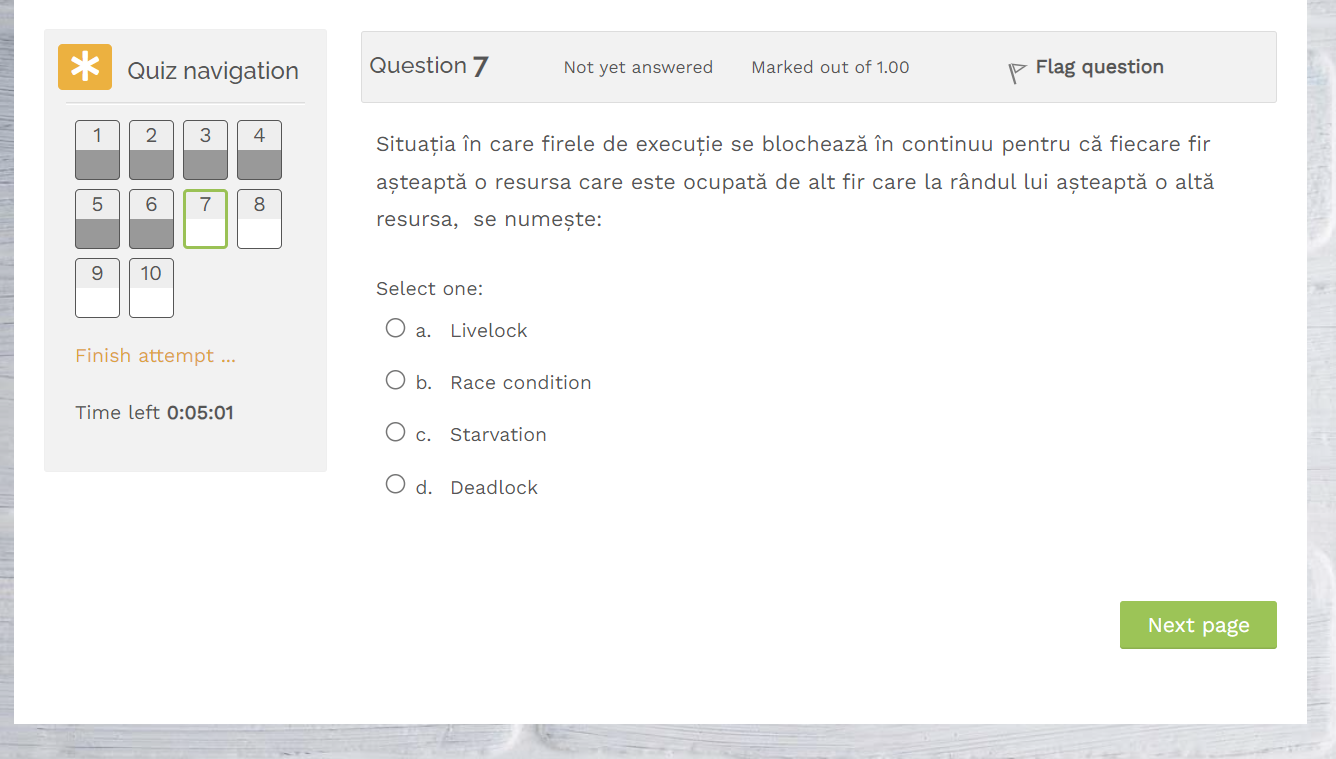 Quiz navigation
1 2 3 4
5 6 7 8
9 10
Finish attempt ...
Time left 0:05:01
Question 7 Not yet answered Marked out of 1.00 Flag question
Situația în care firele de execuție se blochează în continuu pentru că fiecare fir
așteaptă o resursa care este ocupată de alt fir care la rândul lui așteaptă o altă
resursa, se numește:
Select one:
a. Livelock
b. Race condition
c. Starvation
d. Deadlock
Next page